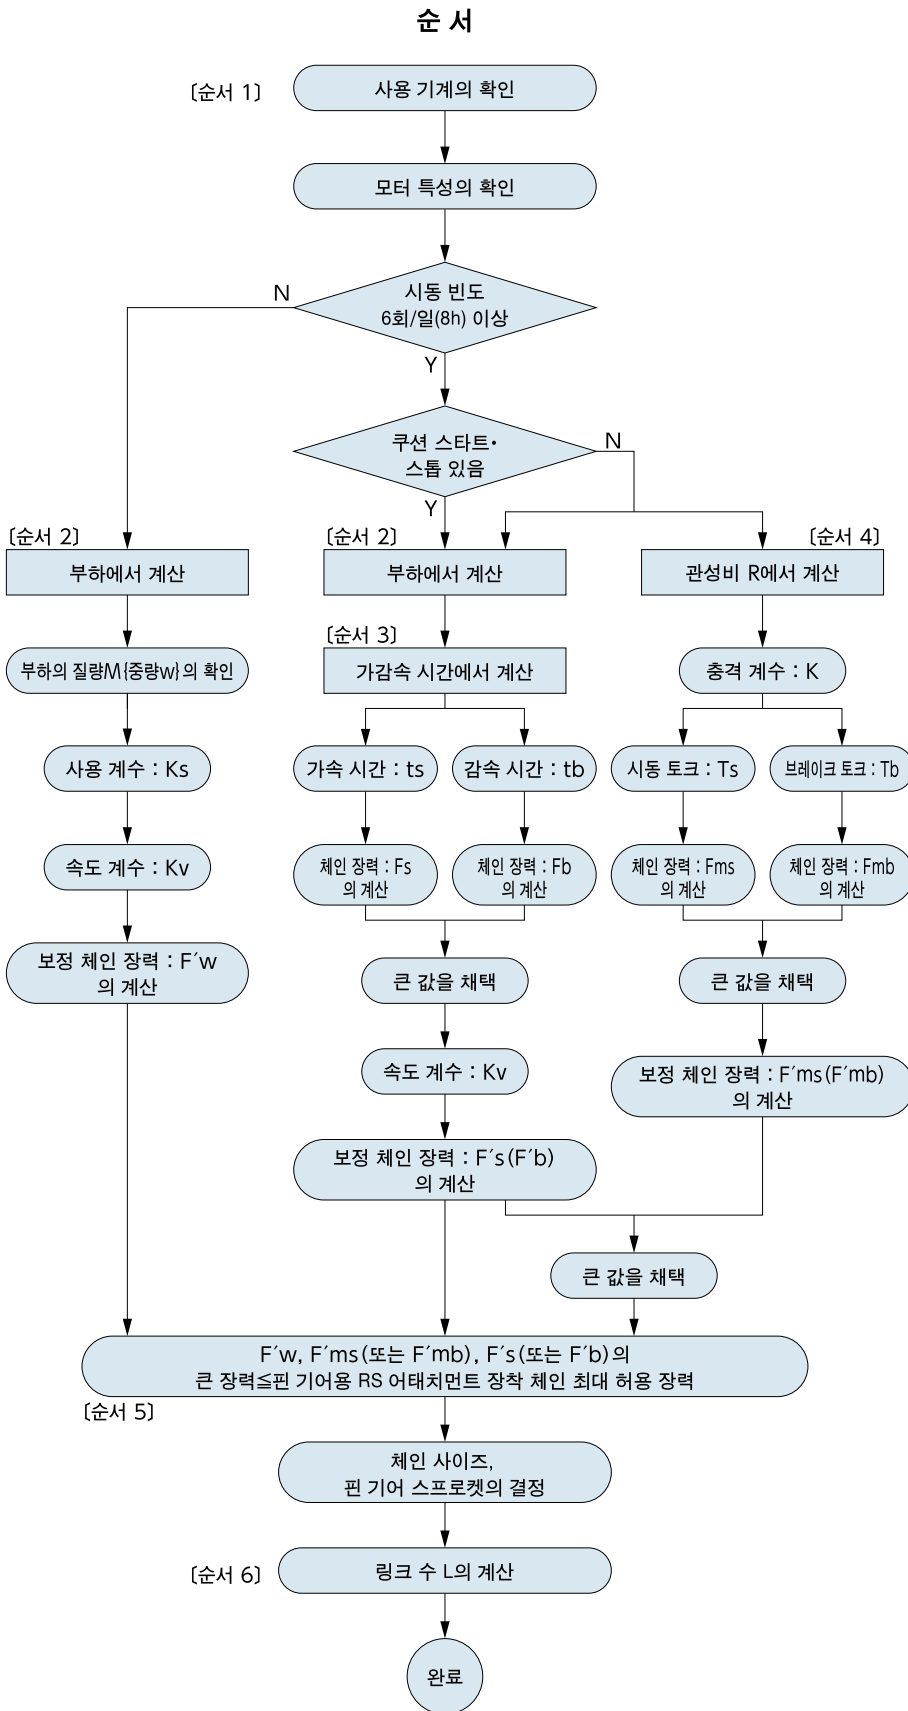 순 서
〔순서 1〕
사용 기계의 확인
모터 특성의 확인
시동 빈도
6회/일(8h) 이상
N
Y
쿠션 스타트·
스톱 있음
N
Y
〔순서 2〕
부하에서 계산
〔순서 2〕
부하에서 계산
〔순서 4〕
관성비 R에서 계산
부하의 질량M{중량w}의 확인
〔순서 3〕
가감속 시간에서 계산
충격 계수 : K
사용 계수 : Ks
가속 시간 : ts
감속 시간 : tb
시동 토크 : Ts
브레이크 토크 : Tb
속도 계수 : Kv
체인 장력 : Fs
의 계산
체인 장력 : Fb
의 계산
체인 장력 : Fms
의 계산
체인 장력 : Fmb
의 계산
보정 체인 장력 : F´w
의 계산
큰 값을 채택
큰 값을 채택
속도 계수 : Kv
보정 체인 장력 : F´ms(F´mb)
의 계산
보정 체인 장력 : F´s(F´b)
의 계산
큰 값을 채택
F´w, F´ms(또는 F´mb), F´s(또는 F´b)의
큰 장력≦핀 기어용 RS 어태치먼트 장착 체인 최대 허용 장력
〔순서 5〕
체인 사이즈,
핀 기어 스프로켓의 결정
〔순서 6〕
링크 수 L의 계산
완료